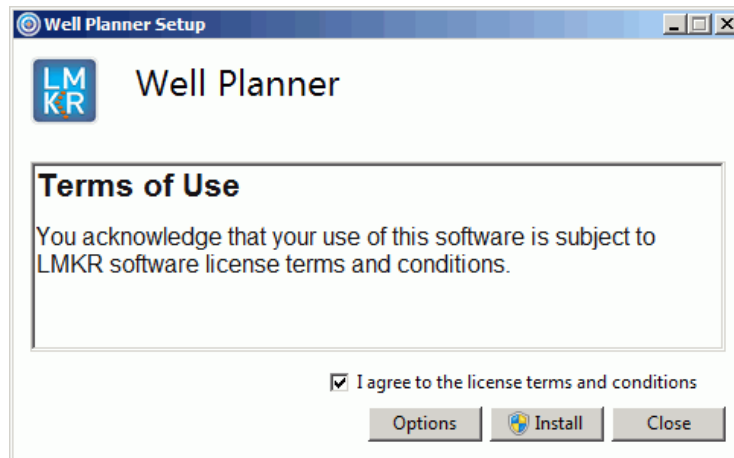 Well Planner Setup
LM
KR
Well Planner
Terms of Use
You acknowledge that your use of this software is subject to
LMKR software license terms and conditions.
I agree to the license terms and conditions
Options
Install
Close